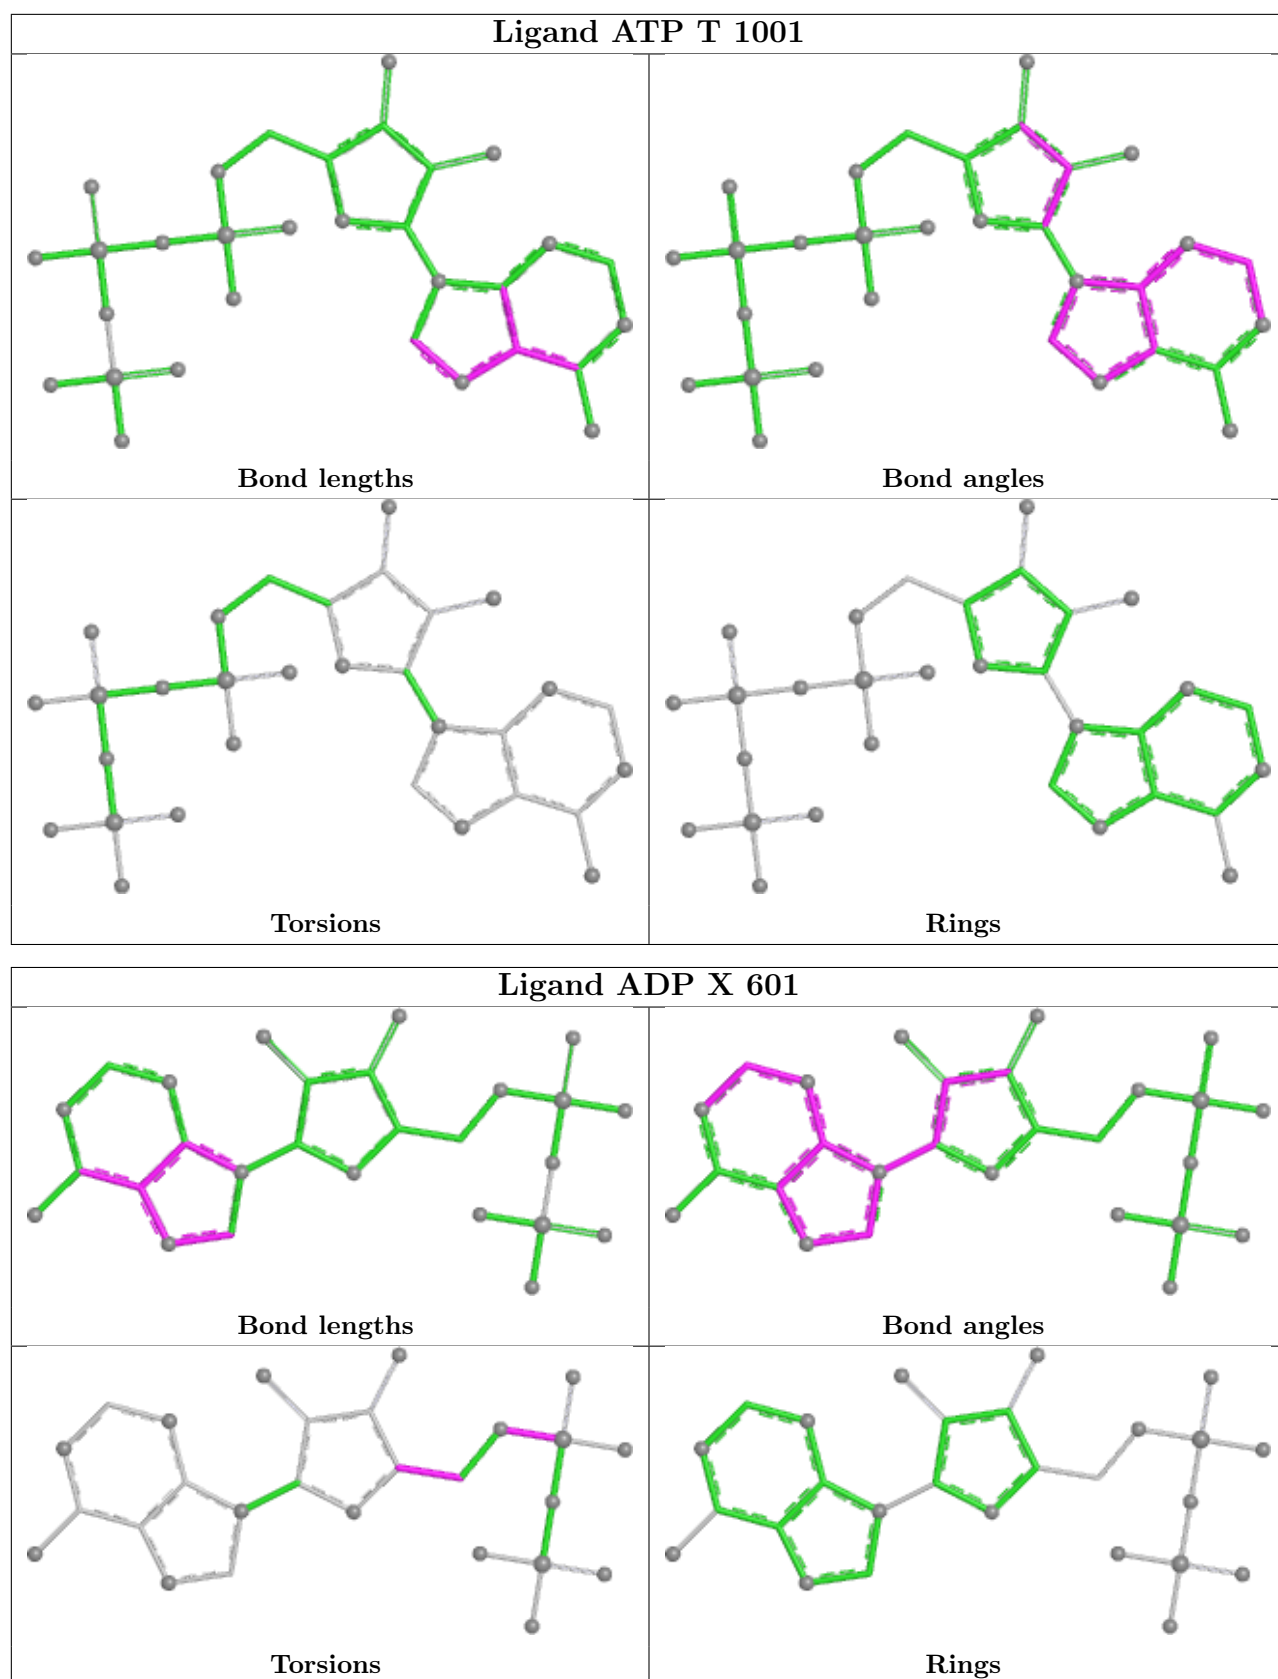 Ligand ATP T 1001
Bond lengths
Bond angles
Torsions
Rings
Ligand ADP X 601
Bond lengths
Bond angles
Torsions
Rings